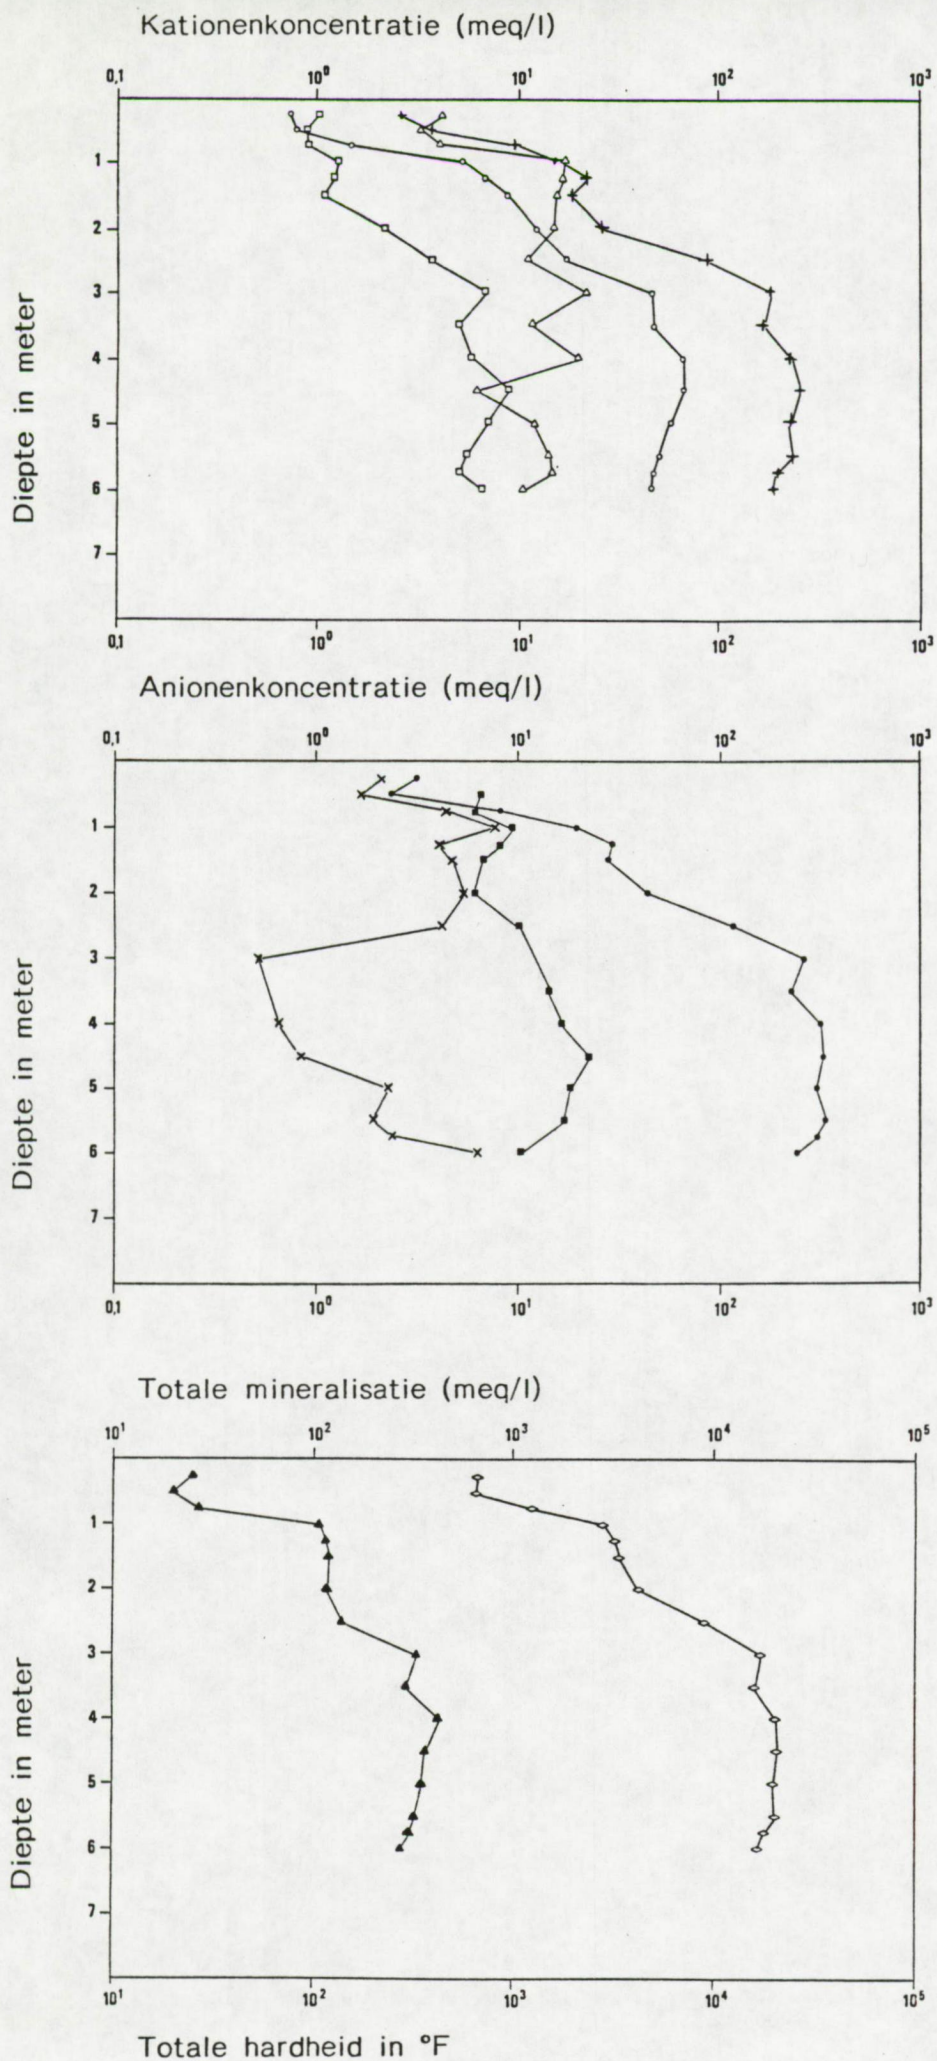 Kationenkoncentratie (meq/l)
0,1 10⁰ 10¹ 10² 10³
1
2
3
4
5
6
7
Diepte in meter
0,1 10⁰ 10¹ 10² 10³
Anionenkoncentratie (meq/l)
0,1 10⁰ 10¹ 10² 10³
1
2
3
4
5
6
7
Diepte in meter
0,1 10⁰ 10¹ 10² 10³
Totale mineralisatie (meq/l)
10¹ 10² 10³ 10⁴ 10⁵
1
2
3
4
5
6
7
Diepte in meter
10¹ 10² 10³ 10⁴ 10⁵
Totale hardheid in °F